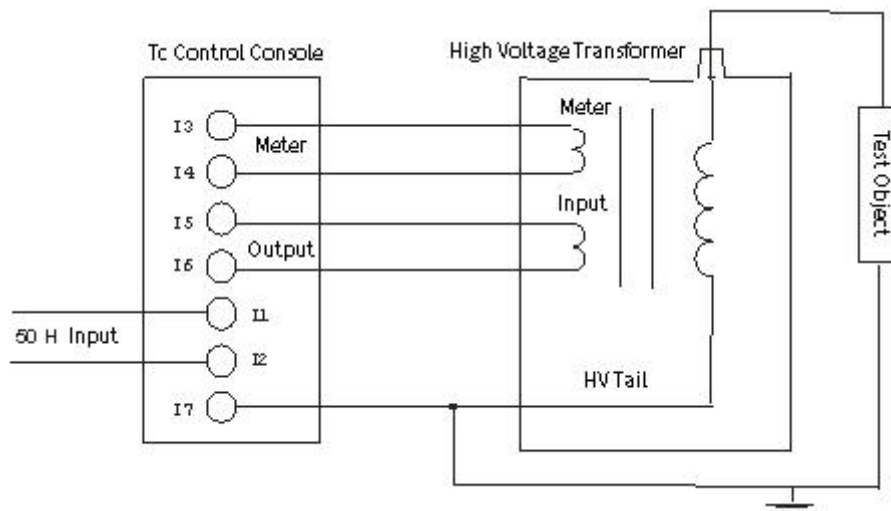 Tc Control Console
High Voltage Transformer
I3
Meter
I4
I5
Output
I6
I1
50 H Input
I2
I7
Meter
Input
HV Tail
Test Object